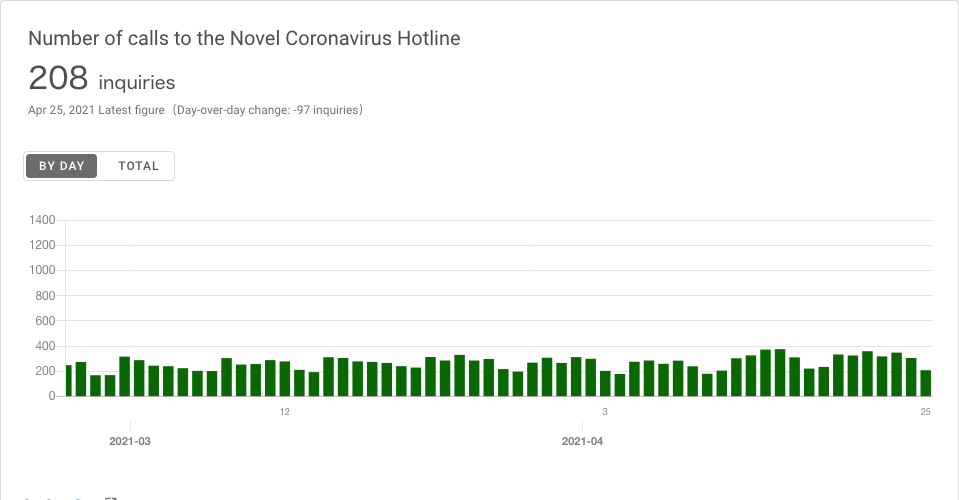 Number of calls to the Novel Coronavirus Hotline
208 inquiries
Apr 25, 2021 Latest figure （Day-over-day change: -97 inquiries）
BY DAY TOTAL
1400
1200
1000
800
600
400
200
0
12 3 25
2021-03 2021-04